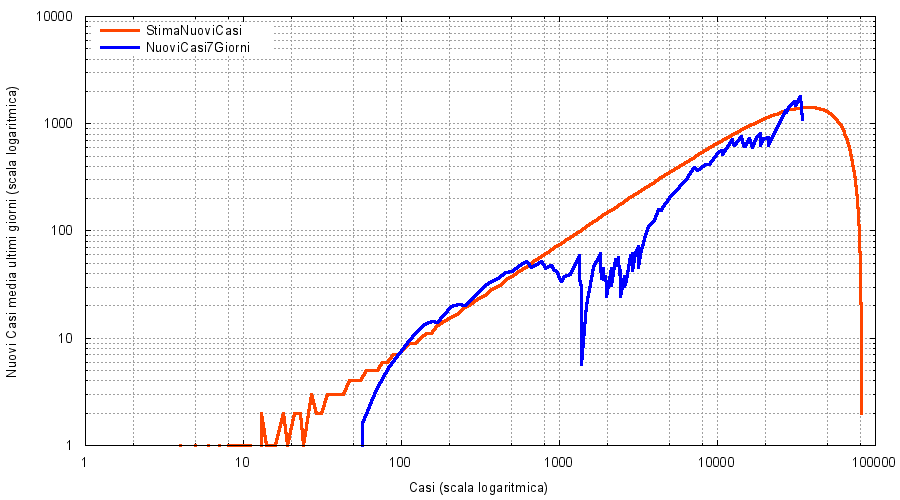 10000
1000
100
10
1
StimaNuoviCasi
NuoviCasi7Giorni
Nuovi Casi media ultimi giorni (scala logaritmica)
1 10 100 1000 10000 100000
Casi (scala logaritmica)